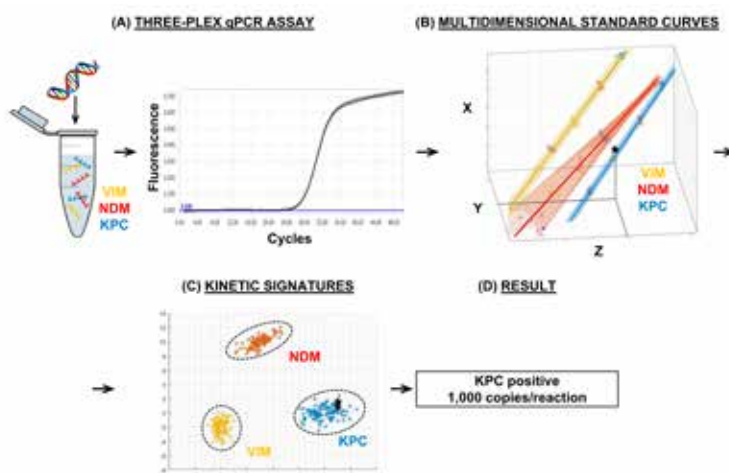 (A) THREE-PLEX qPCR ASSAY
(B) MULTIDIMENSIONAL STANDARD CURVES
VIM
NDM
KPC
Fluorescence
Cycles
X
Y
Z
VIM
NDM
KPC
(C) KINETIC SIGNATURES
(D) RESULT
NDM
VIM
KPC
KPC positive
1,000 copies/reaction